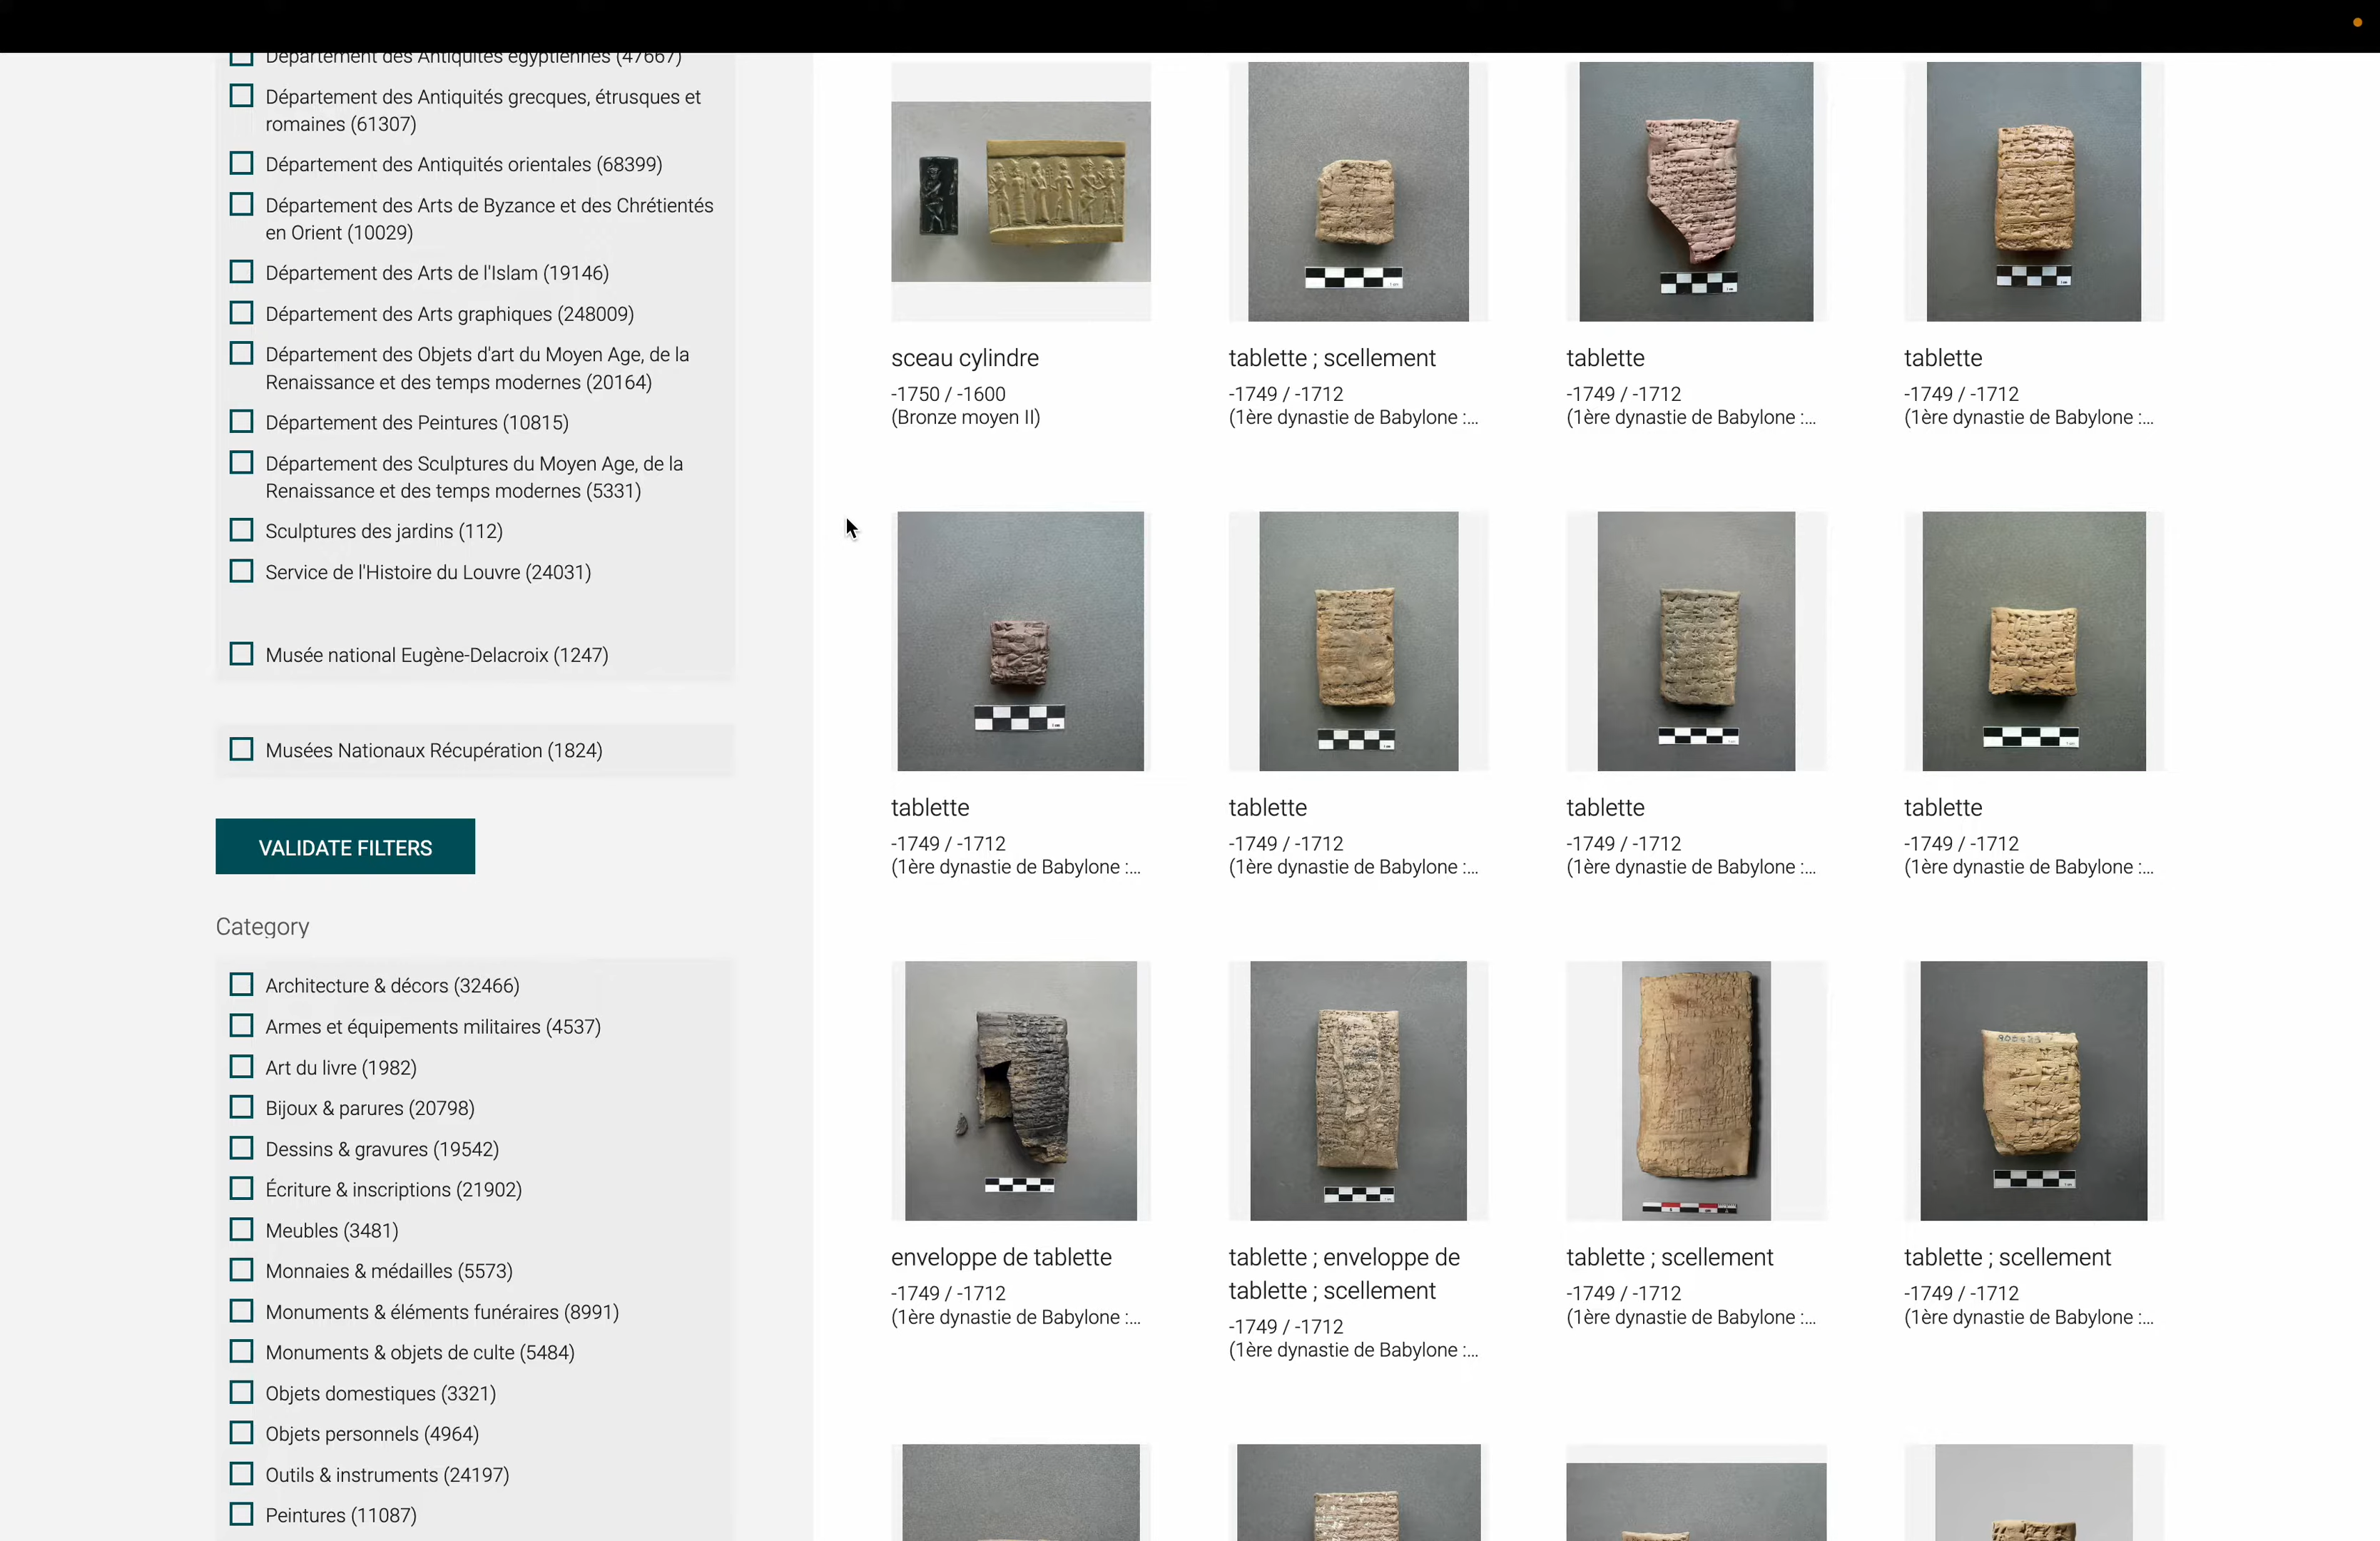 Département des Antiquités égyptiennes (47667)
Département des Antiquités grecques, étrusques et
romaines (61307)
Département des Antiquités orientales (68399)
Département des Arts de Byzance et des Chrétientés
en Orient (10029)
Département des Arts de l'Islam (19146)
Département des Arts graphiques (248009)
Département des Objets d'art du Moyen Age, de la
Renaissance et des temps modernes (20164)
Département des Peintures (10815)
Département des Sculptures du Moyen Age, de la
Renaissance et des temps modernes (5331)
Sculptures des jardins (112)
Service de l'Histoire du Louvre (24031)
Musée national Eugène-Delacroix (1247)
Musées Nationaux Récupération (1824)
VALIDATE FILTERS
Category
Architecture & décors (32466)
Armes et équipements militaires (4537)
Art du livre (1982)
Bijoux & parures (20798)
Dessins & gravures (19542)
Écriture & inscriptions (21902)
Meubles (3481)
Monnaies & médailles (5573)
Monuments & éléments funéraires (8991)
Monuments & objets de culte (5484)
Objets domestiques (3321)
Objets personnels (4964)
Outils & instruments (24197)
Peintures (11087)
sceau cylindre
-1750 / -1600
(Bronze moyen II)
tablette ; scellement
-1749 / -1712
(1ère dynastie de Babylone :...
tablette
-1749 / -1712
(1ère dynastie de Babylone :...
tablette
-1749 / -1712
(1ère dynastie de Babylone :...
tablette
-1749 / -1712
(1ère dynastie de Babylone :...
tablette
-1749 / -1712
(1ère dynastie de Babylone :...
tablette
-1749 / -1712
(1ère dynastie de Babylone :...
tablette
-1749 / -1712
(1ère dynastie de Babylone :...
enveloppe de tablette
-1749 / -1712
(1ère dynastie de Babylone :...
tablette ; enveloppe de
tablette ; scellement
-1749 / -1712
(1ère dynastie de Babylone :...
tablette ; scellement
-1749 / -1712
(1ère dynastie de Babylone :...
tablette ; scellement
-1749 / -1712
(1ère dynastie de Babylone :...